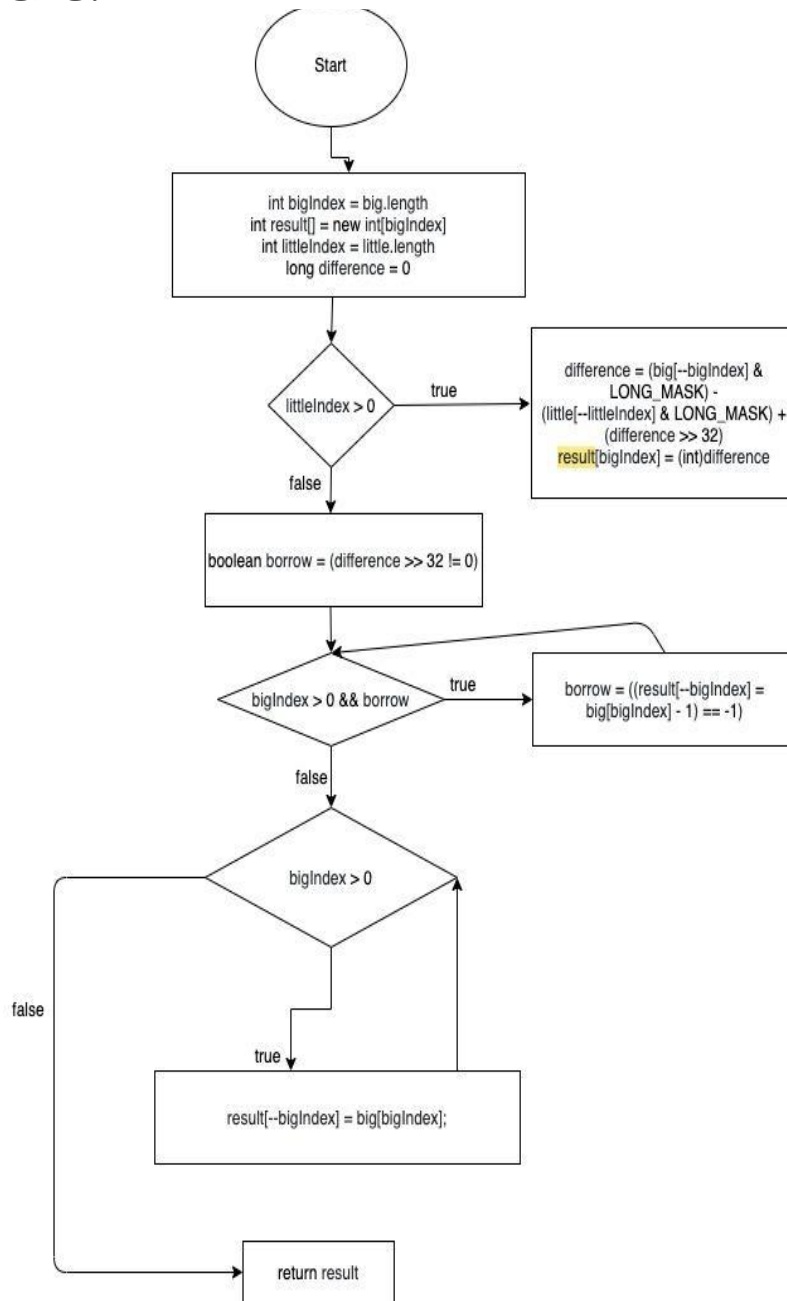 Start
int bigIndex = big.length
int result[] = new int[bigIndex]
int littleIndex = little.length
long difference = 0
littleIndex > 0
true
difference = (big[--bigIndex] &
LONG_MASK) -
(little[--littleIndex] & LONG_MASK) +
(difference >> 32)
result[bigIndex] = (int)difference
false
boolean borrow = (difference >> 32 != 0)
bigIndex > 0 && borrow
true
borrow = ((result[--bigIndex] =
big[bigIndex] - 1) == -1)
false
bigIndex > 0
false
true
result[--bigIndex] = big[bigIndex];
return result